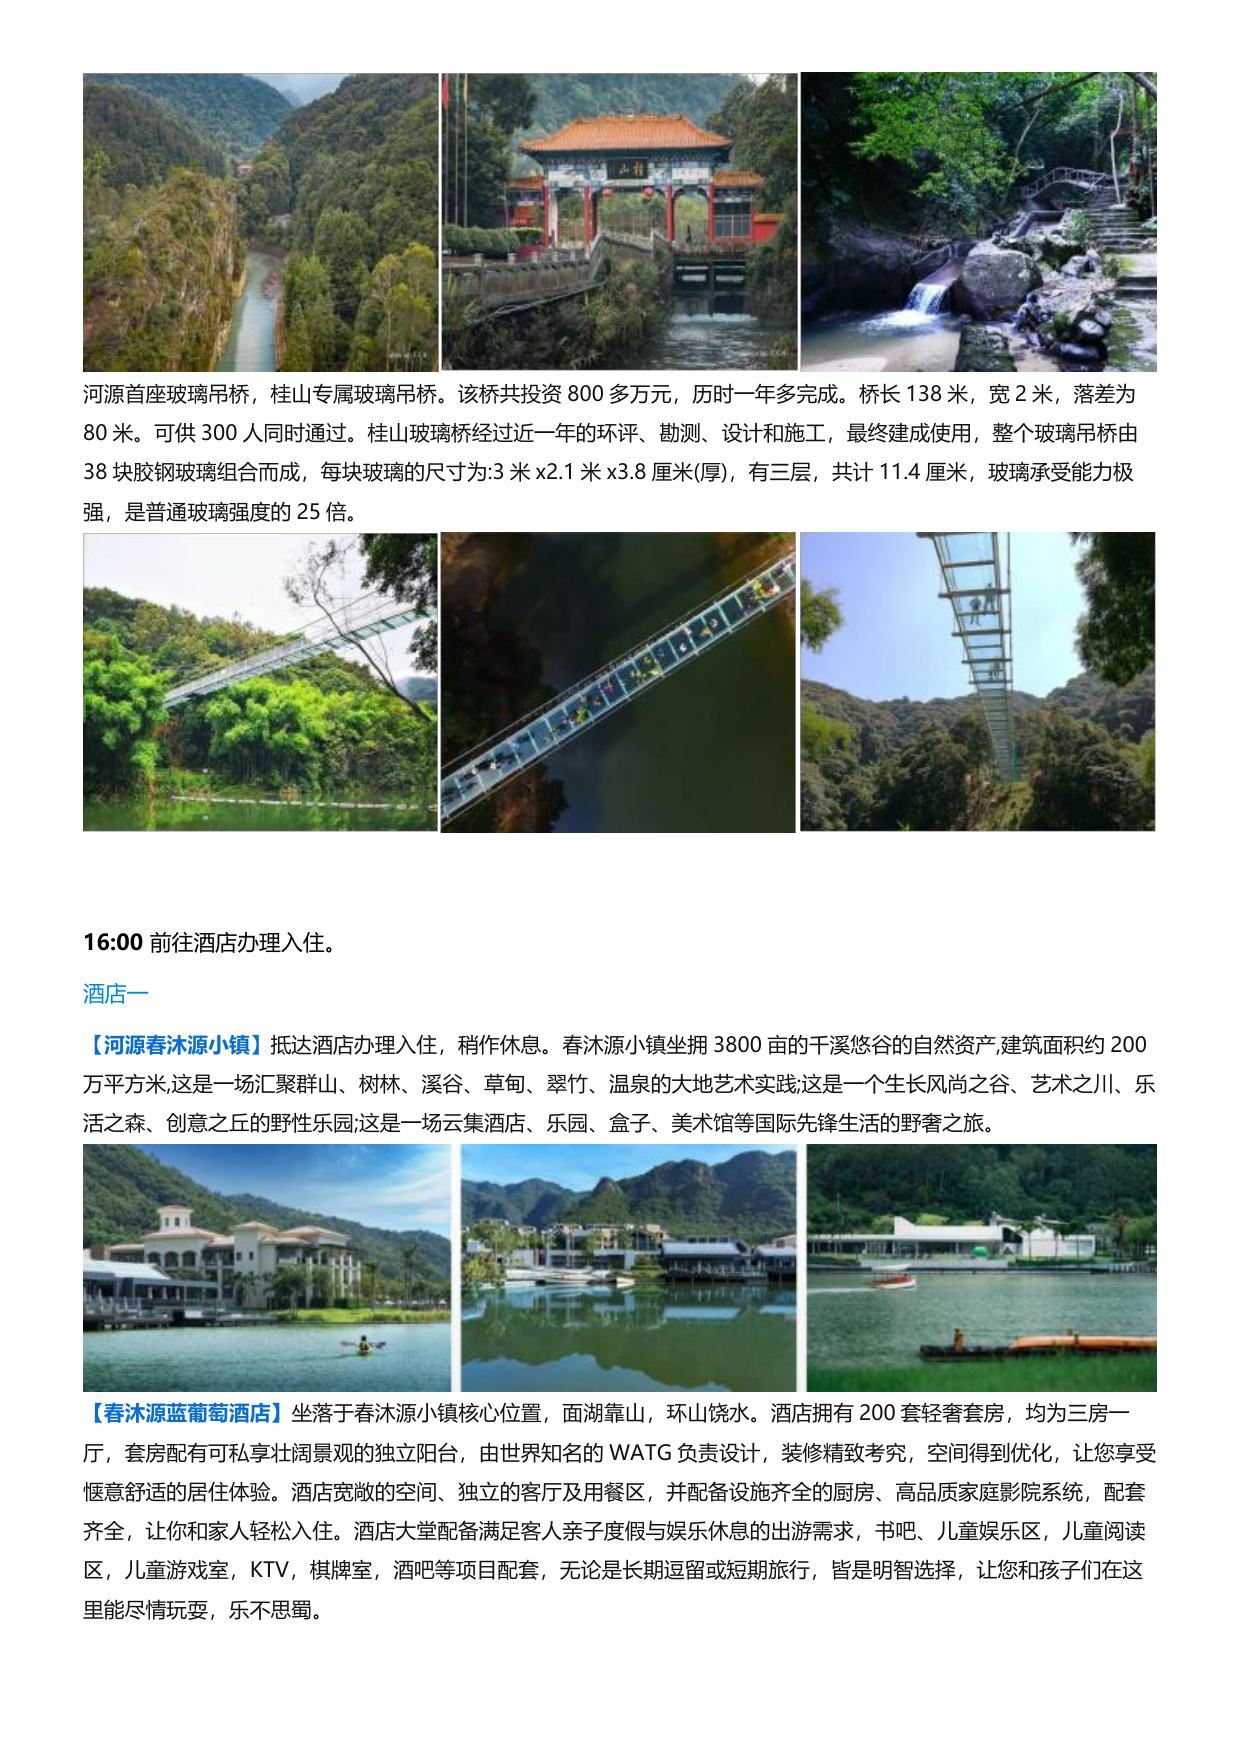 山桂
河源首座玻璃吊桥，桂山专属玻璃吊桥。该桥共投资 800 多万元，历时一年多完成。桥长 138 米，宽 2 米，落差为
80 米。可供 300 人同时通过。桂山玻璃桥经过近一年的环评、勘测、设计和施工，最终建成使用，整个玻璃吊桥由
38 块胶钢玻璃组合而成，每块玻璃的尺寸为:3 米 x2.1 米 x3.8 厘米(厚)，有三层，共计 11.4 厘米，玻璃承受能力极
强，是普通玻璃强度的 25 倍。
16:00 前往酒店办理入住。
酒店一
【河源春沐源小镇】抵达酒店办理入住，稍作休息。春沐源小镇坐拥 3800 亩的千溪悠谷的自然资产,建筑面积约 200
万平方米,这是一场汇聚群山、树林、溪谷、草甸、翠竹、温泉的大地艺术实践;这是一个生长风尚之谷、艺术之川、乐
活之森、创意之丘的野性乐园;这是一场云集酒店、乐园、盒子、美术馆等国际先锋生活的野奢之旅。
【春沐源蓝葡萄酒店】坐落于春沐源小镇核心位置，面湖靠山，环山饶水。酒店拥有 200 套轻奢套房，均为三房一
厅，套房配有可私享壮阔景观的独立阳台，由世界知名的 WATG 负责设计，装修精致考究，空间得到优化，让您享受
惬意舒适的居住体验。酒店宽敞的空间、独立的客厅及用餐区，并配备设施齐全的厨房、高品质家庭影院系统，配套
齐全，让你和家人轻松入住。酒店大堂配备满足客人亲子度假与娱乐休息的出游需求，书吧、儿童娱乐区，儿童阅读
区，儿童游戏室，KTV，棋牌室，酒吧等项目配套，无论是长期逗留或短期旅行，皆是明智选择，让您和孩子们在这
里能尽情玩耍，乐不思蜀。